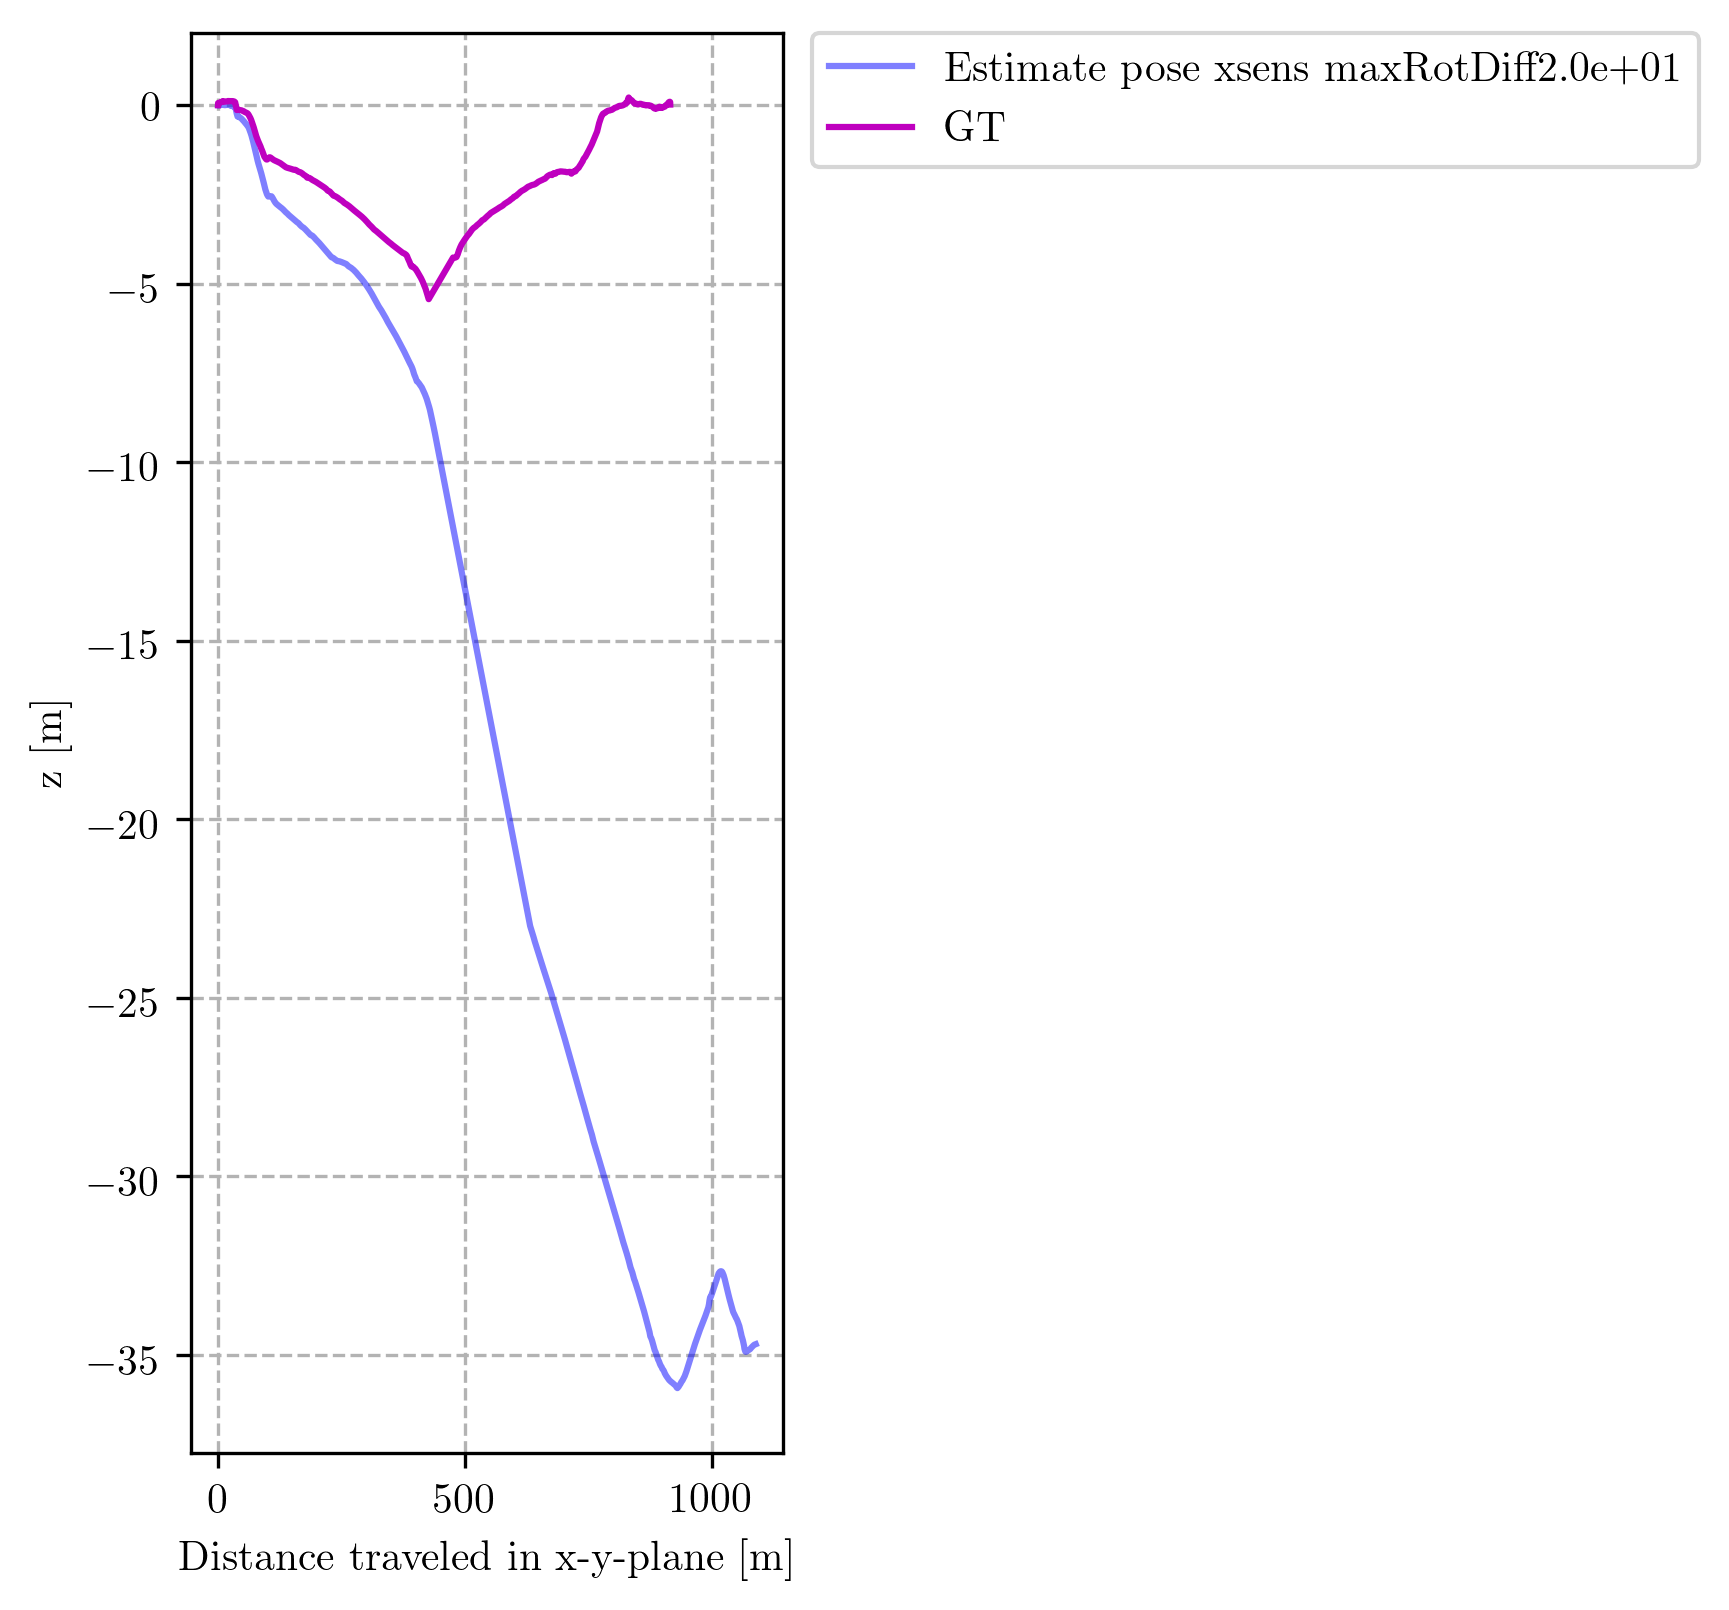 Estimate pose xsens maxRotDiff2.0e+01
GT
0
−5
−10
−15
−20
−25
−30
−35
z [m]
0 500 1000
Distance traveled in x-y-plane [m]